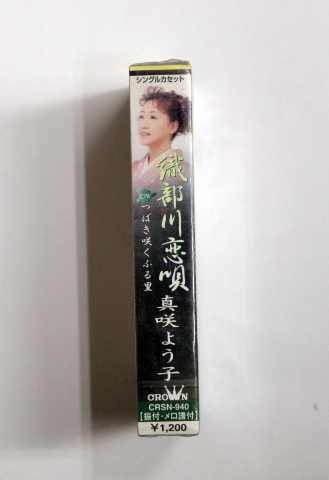 シングルカセット
織部川恋唄
C/W
つばき咲くふる里
真咲よう子
CROWN
CRSN-940
【振付・メロ譜付】
¥1,200